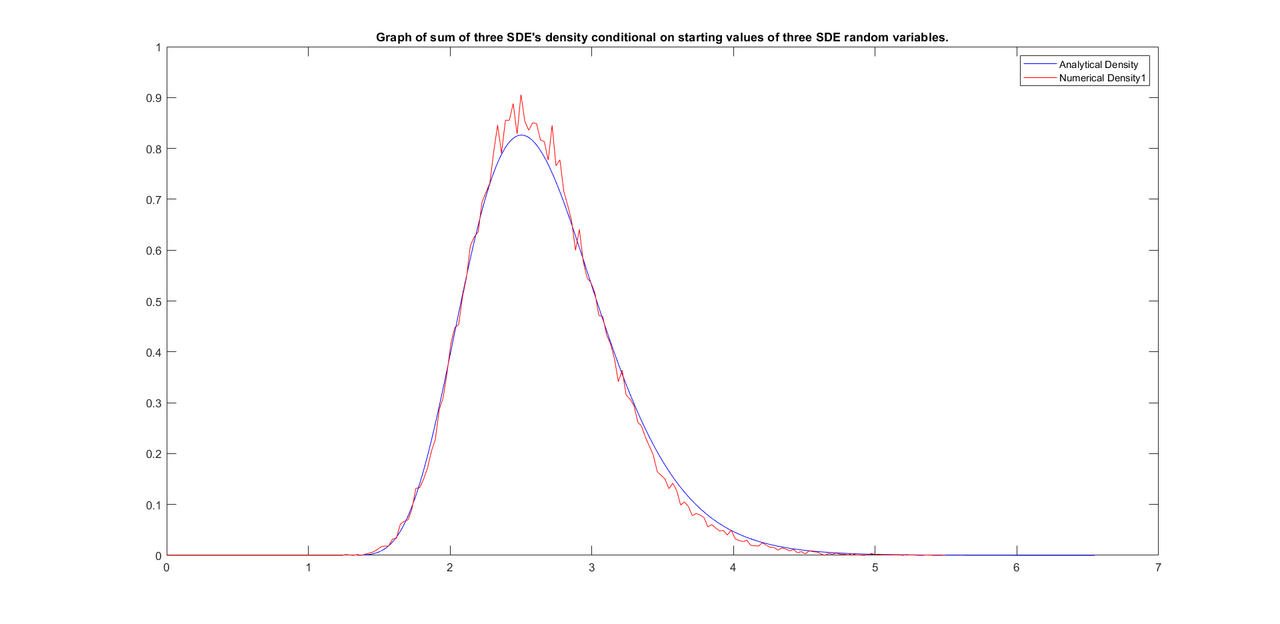 Graph of sum of three SDE's density conditional on starting values of three SDE random variables.
1
Analytical Density
Numerical Density1
0.9
0.8
0.7
0.6
0.5
0.4
0.3
0.2
0.1
0
0 1 2 3 4 5 6 7